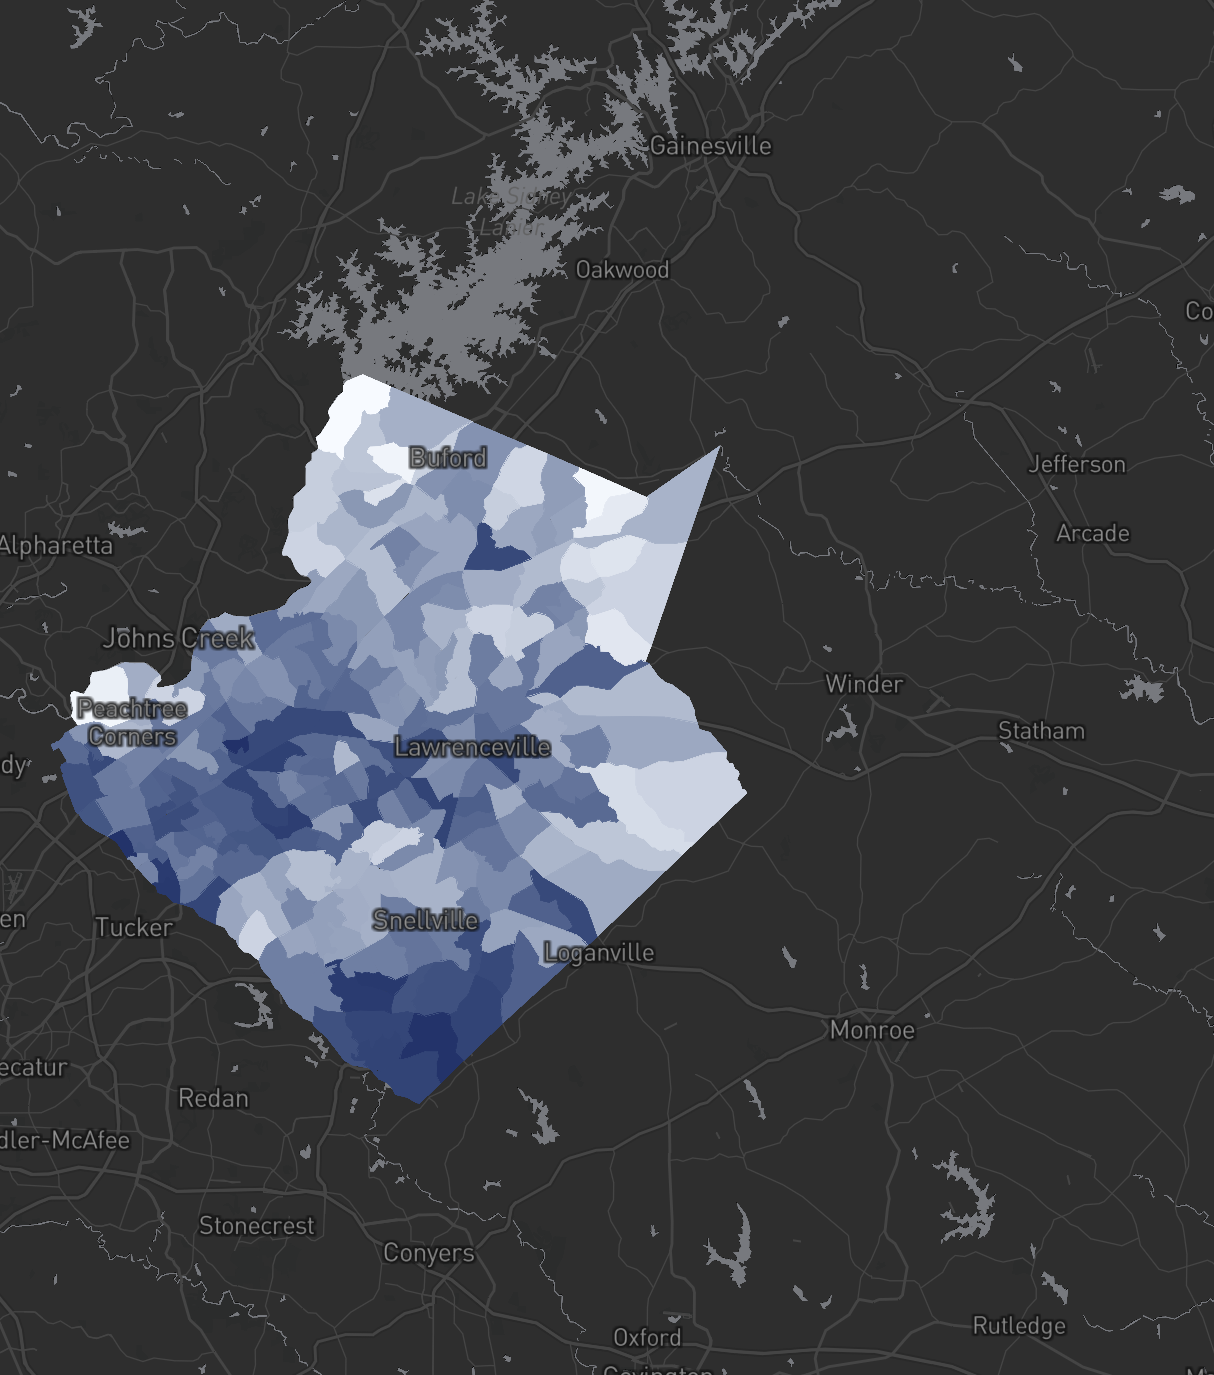 Gainesville
Lake Sidney
Lanier
Oakwood
Co
Buford
Jefferson
Arcade
Alpharetta
Johns Creek
Winder
Peachtree
Corners
Statham
Lawrenceville
dy
en
Tucker
Snellville
Loganville
Monroe
ecatur
Redan
dler-McAfee
Stonecrest
Conyers
Rutledge
Oxford
Covington